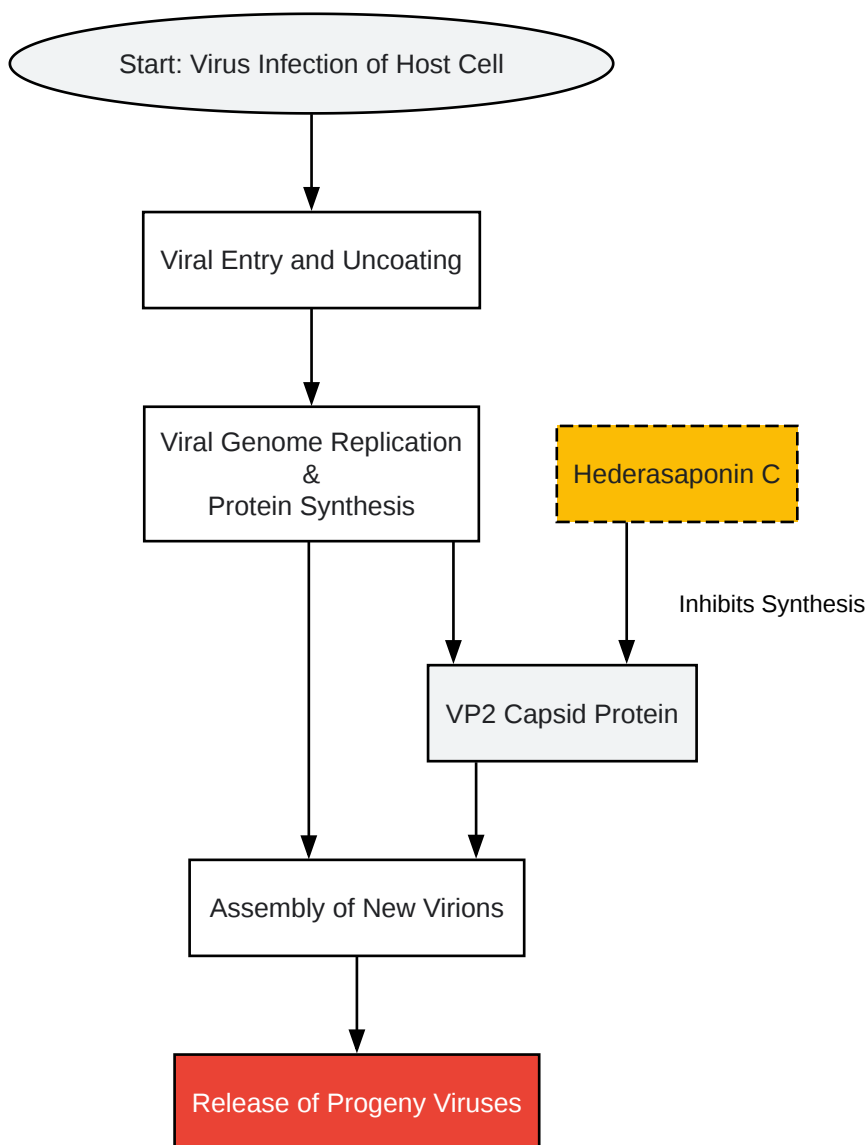 Start: Virus Infection of Host Cell
Viral Entry and Uncoating
Viral Genome Replication
&
Protein Synthesis
Hederasaponin C
Inhibits Synthesis
VP2 Capsid Protein
Assembly of New Virions
Release of Progeny Viruses